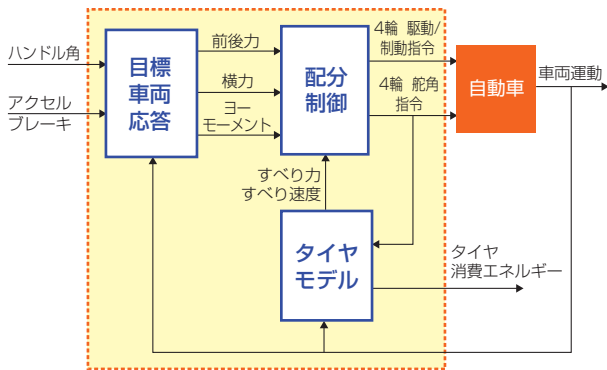 ハンドル角
アクセル
ブレーキ
目標
車両
応答
前後力
横力
ヨー
モーメント
配分
制御
4輪 駆動/
制動指令
4輪 舵角
指令
自動車
車両運動
すべり力
すべり速度
タイヤ
モデル
タイヤ
消費エネルギー